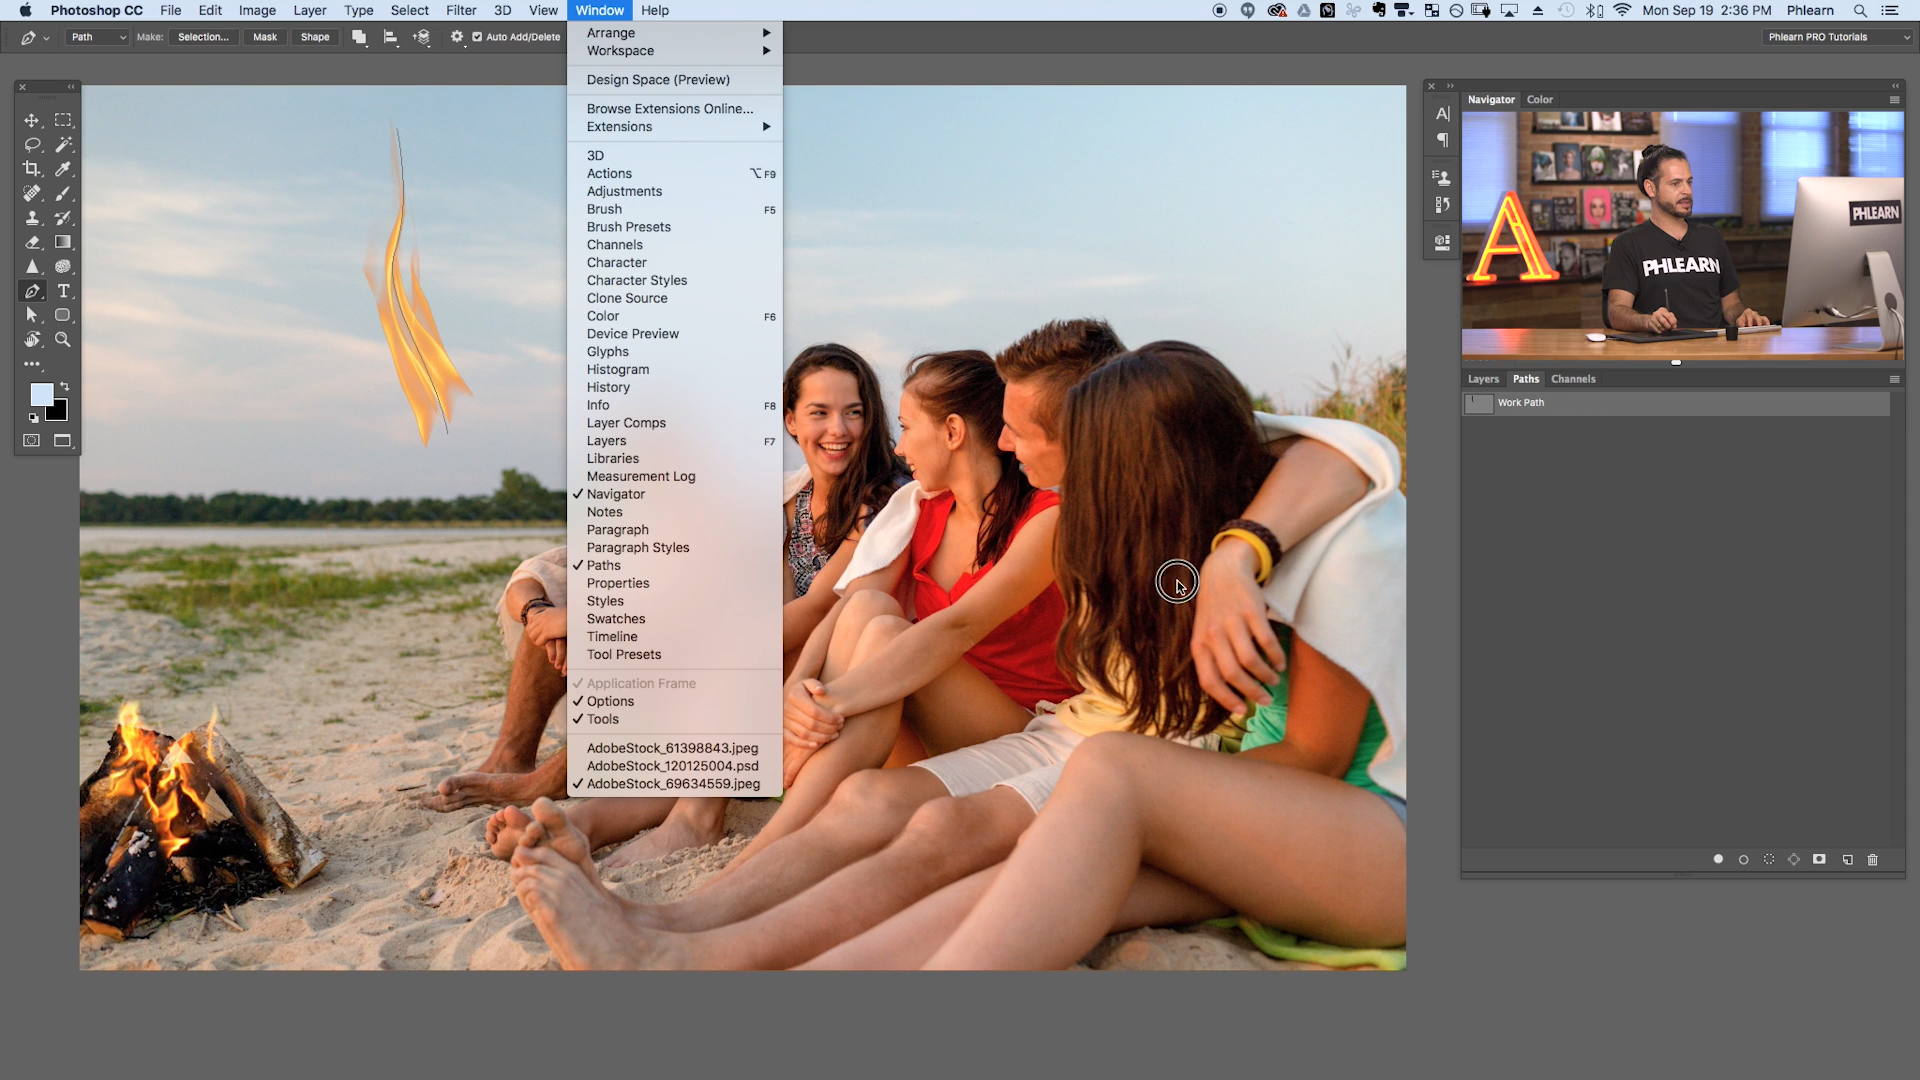 Photoshop CC File Edit Image Layer Type Select Filter 3D View Window Help Mon Sep 19 2:36 PM Phlearn
Path Make: Selection... Mask Shape Auto Add/Delete Phlearn PRO Tutorials
Arrange
Workspace
Design Space (Preview)
Browse Extensions Online...
Extensions
3D
Actions ⌥ F9
Adjustments
Brush F5
Brush Presets
Channels
Character
Character Styles
Clone Source
Color F6
Device Preview
Glyphs
Histogram
History
Info F8
Layer Comps
Layers F7
Libraries
Measurement Log
✓ Navigator
Notes
Paragraph
Paragraph Styles
✓ Paths
Properties
Styles
Swatches
Timeline
Tool Presets
✓ Application Frame
✓ Options
✓ Tools
AdobeStock_61398843.jpeg
AdobeStock_120125004.psd
✓ AdobeStock_69634559.jpeg
Navigator Color
A
PHLEARN
PHLEARN
Layers Paths Channels
Work Path